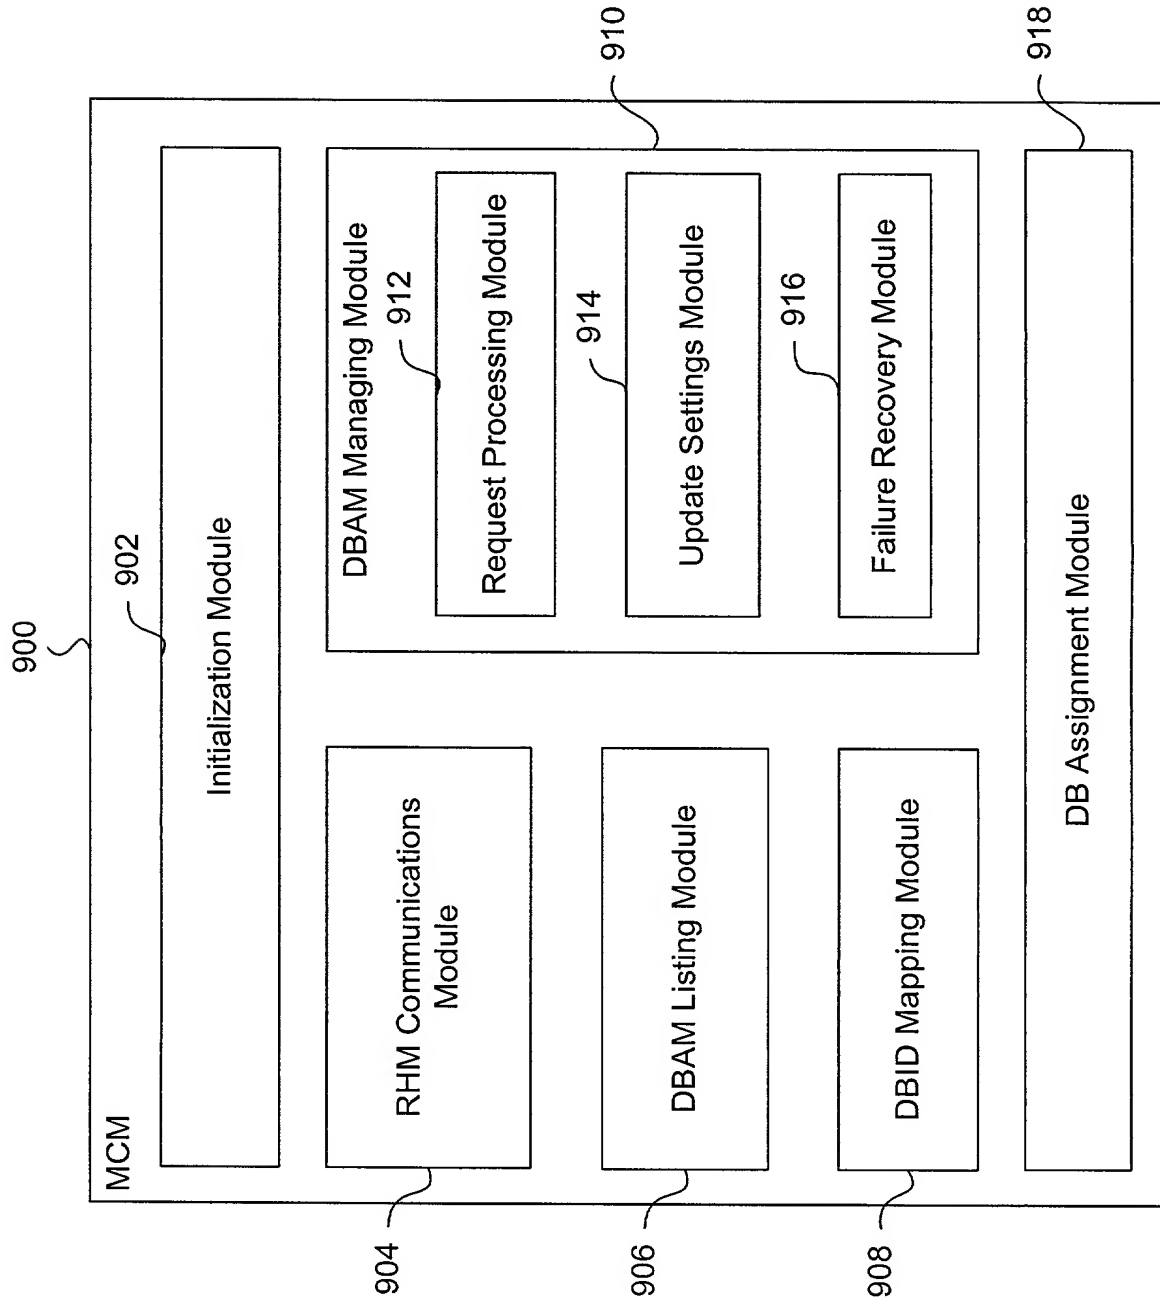 900
MCM
902
Initialization Module
904
RHM Communications
Module
906
DBAM Listing Module
908
DBID Mapping Module
910
DBAM Managing Module
912
Request Processing Module
914
Update Settings Module
916
Failure Recovery Module
918
DB Assignment Module